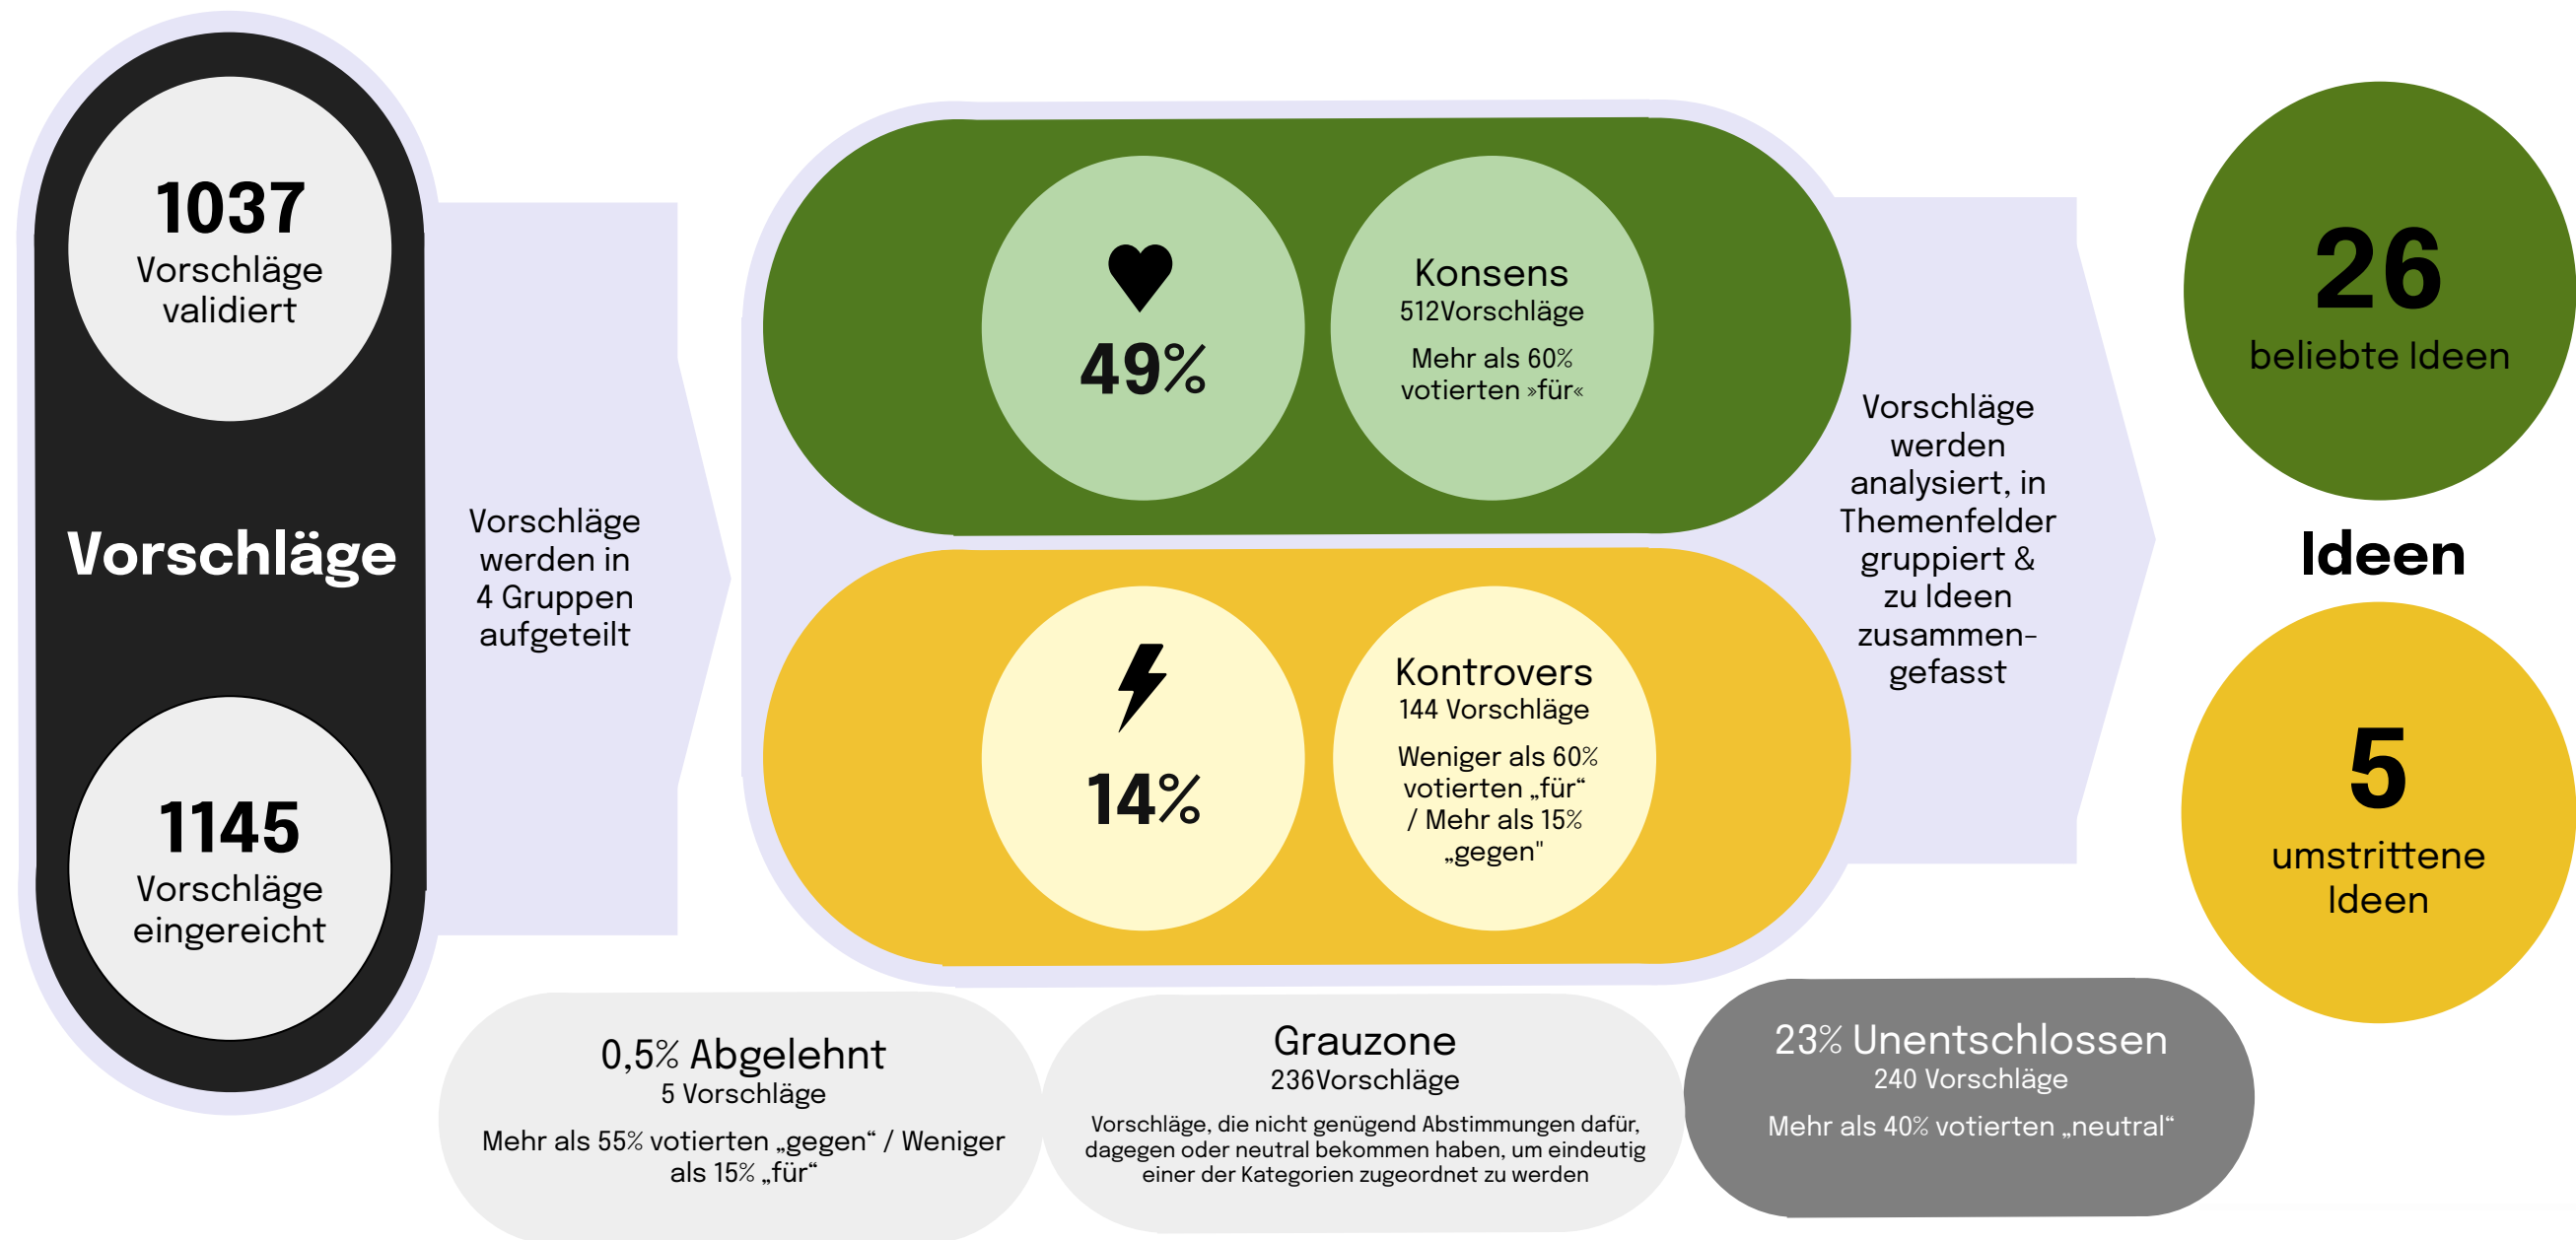 1037
Vorschläge
validiert
Vorschläge
1145
Vorschläge
eingereicht
Vorschläge
werden in
4 Gruppen
aufgeteilt
49%
Konsens
512Vorschläge
Mehr als 60%
votierten »für«
14%
Kontrovers
144 Vorschläge
Weniger als 60%
votierten „für“
/ Mehr als 15%
„gegen"
Vorschläge
werden
analysiert, in
Themenfelder
gruppiert &
zu Ideen
zusammen-
gefasst
26
beliebte Ideen
Ideen
5
umstrittene
Ideen
0,5% Abgelehnt
5 Vorschläge
Mehr als 55% votierten „gegen“ / Weniger
als 15% „für“
Grauzone
236Vorschläge
Vorschläge, die nicht genügend Abstimmungen dafür,
dagegen oder neutral bekommen haben, um eindeutig
einer der Kategorien zugeordnet zu werden
23% Unentschlossen
240 Vorschläge
Mehr als 40% votierten „neutral“